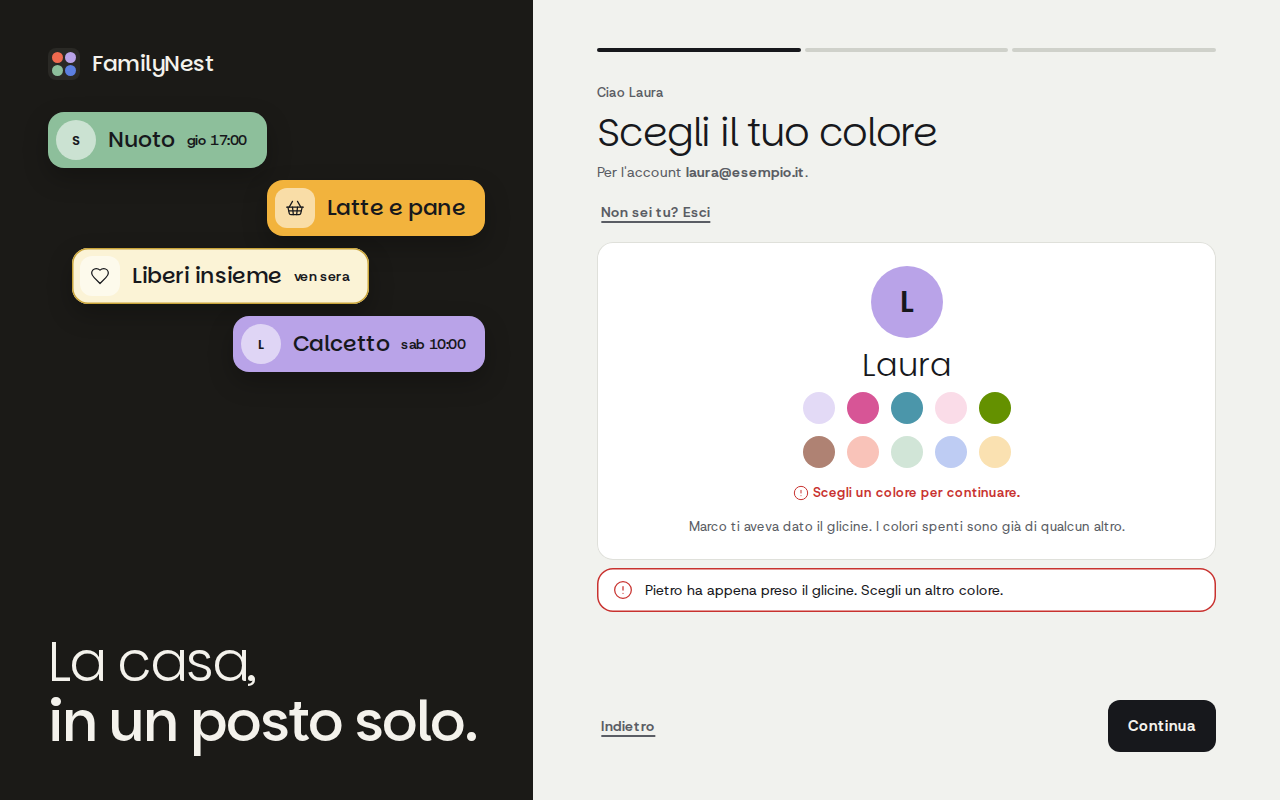 FamilyNest
S
Nuoto gio 17:00
Latte e pane
Liberi insieme ven sera
L
Calcetto sab 10:00
La casa,
in un posto solo.
Ciao Laura
Scegli il tuo colore
Per l'account laura@esempio.it.
Non sei tu? Esci
L
Laura
Scegli un colore per continuare.
Marco ti aveva dato il glicine. I colori spenti sono già di qualcun altro.
Pietro ha appena preso il glicine. Scegli un altro colore.
Indietro
Continua